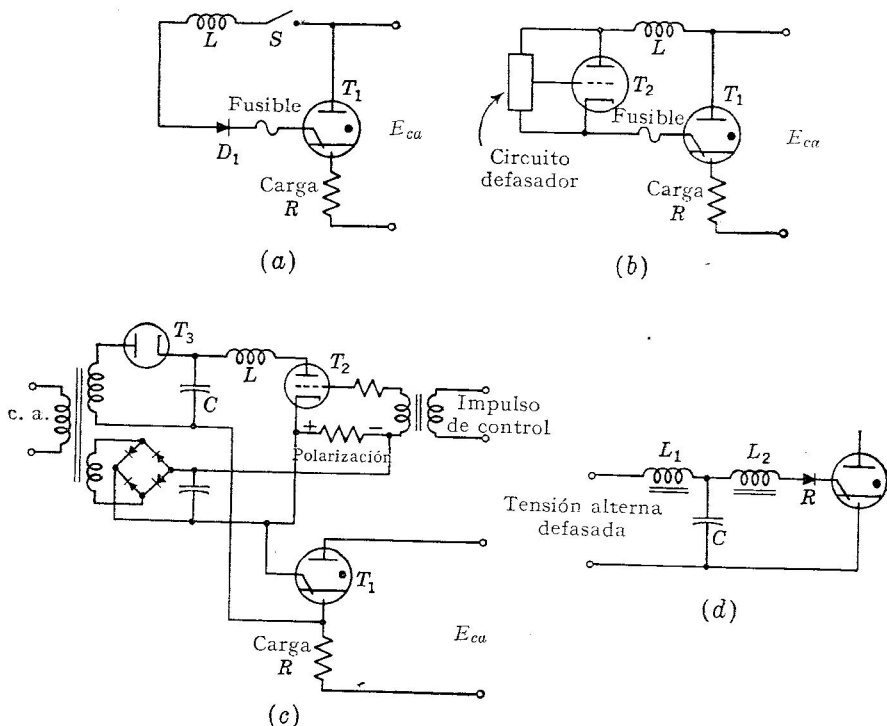 L
S
T1
Fusible
D1
Eca
Carga
R
(a)
L
T2
T1
Fusible
Eca
Circuito
defasador
Carga
R
(b)
T3
L
T2
c. a.
C
+
−
Polarización
Impulso
de control
T1
Carga
R
Eca
(c)
L1
L2
R
Tensión alterna
defasada
C
(d)